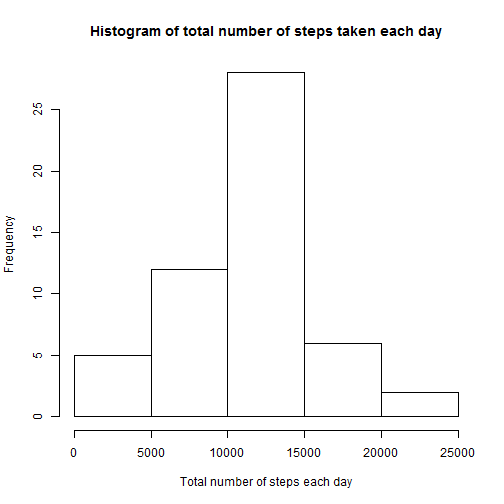 Histogram of total number of steps taken each day
Frequency
25
20
15
10
5
0
0 5000 10000 15000 20000 25000
Total number of steps each day